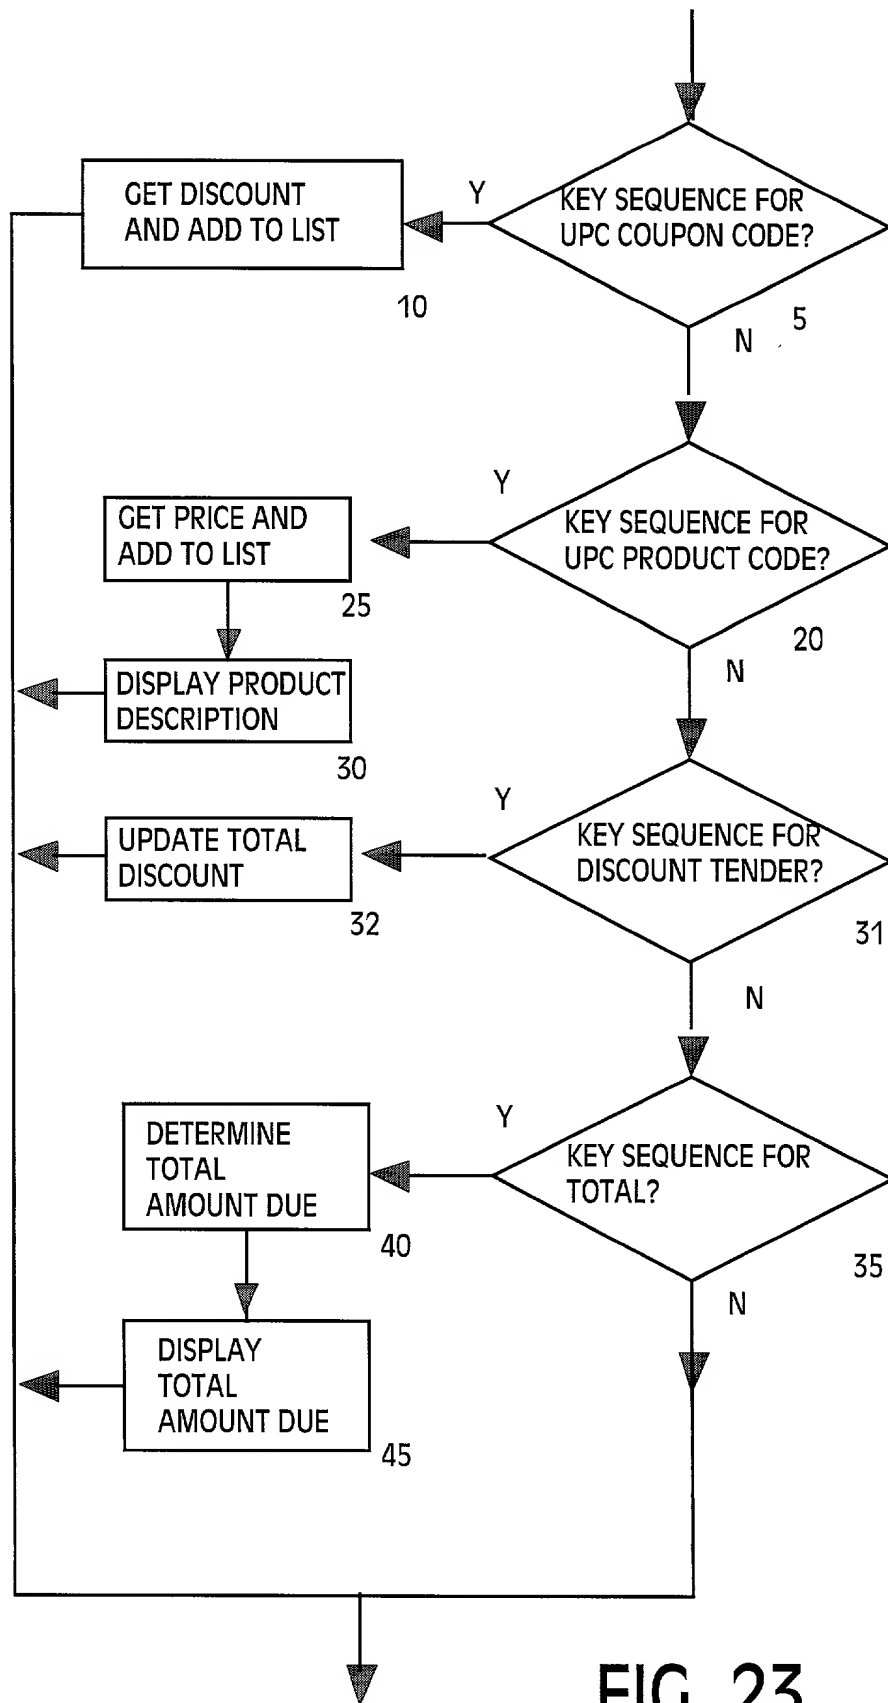 KEY SEQUENCE FOR
UPC COUPON CODE?
5
Y
N
GET DISCOUNT
AND ADD TO LIST
10
KEY SEQUENCE FOR
UPC PRODUCT CODE?
20
Y
N
GET PRICE AND
ADD TO LIST
25
DISPLAY PRODUCT
DESCRIPTION
30
KEY SEQUENCE FOR
DISCOUNT TENDER?
31
Y
N
UPDATE TOTAL
DISCOUNT
32
KEY SEQUENCE FOR
TOTAL?
35
Y
N
DETERMINE
TOTAL
AMOUNT DUE
40
DISPLAY
TOTAL
AMOUNT DUE
45
FIG. 23